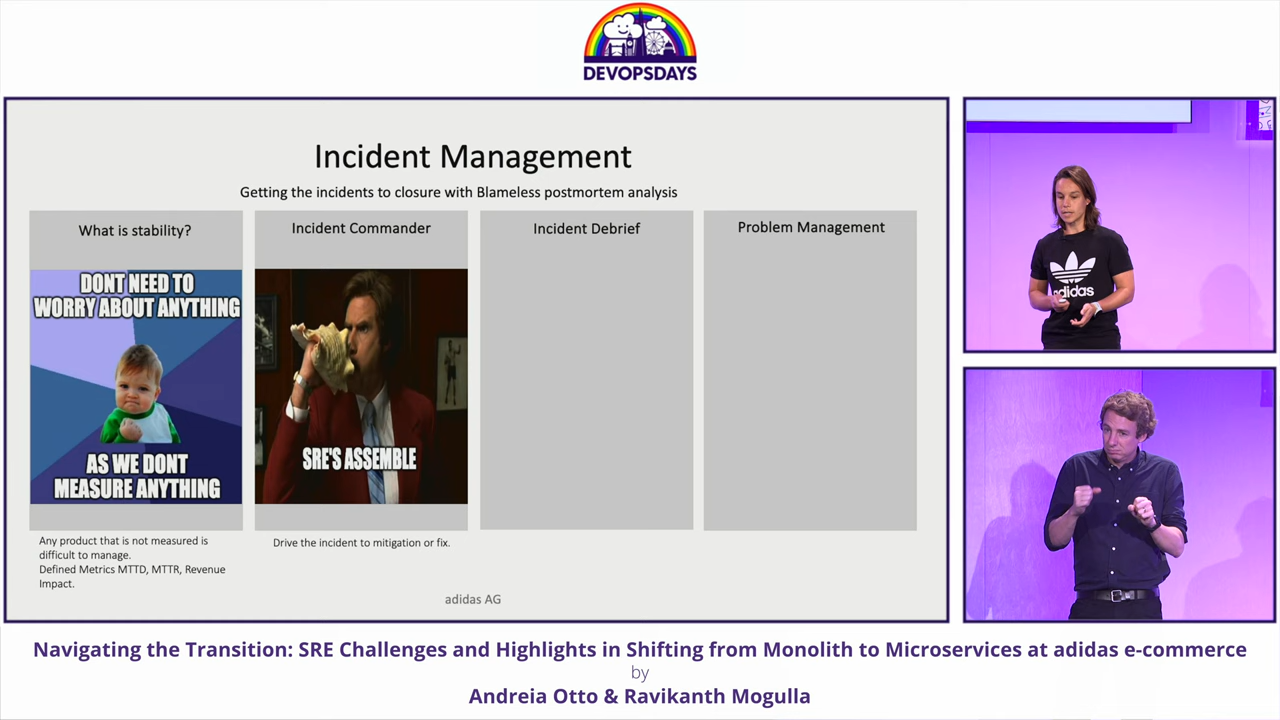 DEVOPSDAYS
Incident Management
Getting the incidents to closure with Blameless postmortem analysis
What is stability?
DONT NEED TO
WORRY ABOUT ANYTHING
AS WE DONT
MEASURE ANYTHING
Any product that is not measured is
difficult to manage.
Defined Metrics MTTD, MTTR, Revenue
Impact.
Incident Commander
SRE'S ASSEMBLE
Drive the incident to mitigation or fix.
Incident Debrief
Problem Management
adidas AG
adidas
Navigating the Transition: SRE Challenges and Highlights in Shifting from Monolith to Microservices at adidas e-commerce
by
Andreia Otto & Ravikanth Mogulla